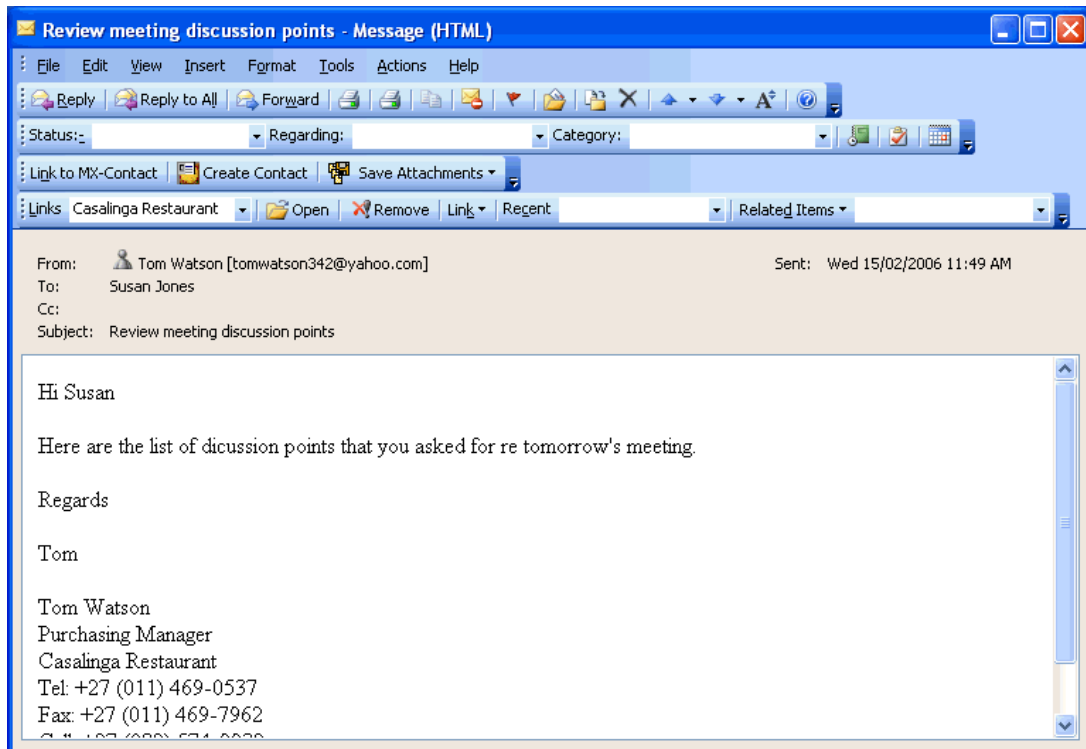 Review meeting discussion points - Message (HTML)
File Edit View Insert Format Tools Actions Help
Reply Reply to All Forward
Status:- Regarding: Category:
Link to MX-Contact Create Contact Save Attachments
Links Casalinga Restaurant Open Remove Link Recent Related Items
From: Tom Watson [tomwatson342@yahoo.com] Sent: Wed 15/02/2006 11:49 AM
To: Susan Jones
Cc:
Subject: Review meeting discussion points
Hi Susan
Here are the list of dicussion points that you asked for re tomorrow's meeting.
Regards
Tom
Tom Watson
Purchasing Manager
Casalinga Restaurant
Tel: +27 (011) 469-0537
Fax: +27 (011) 469-7962